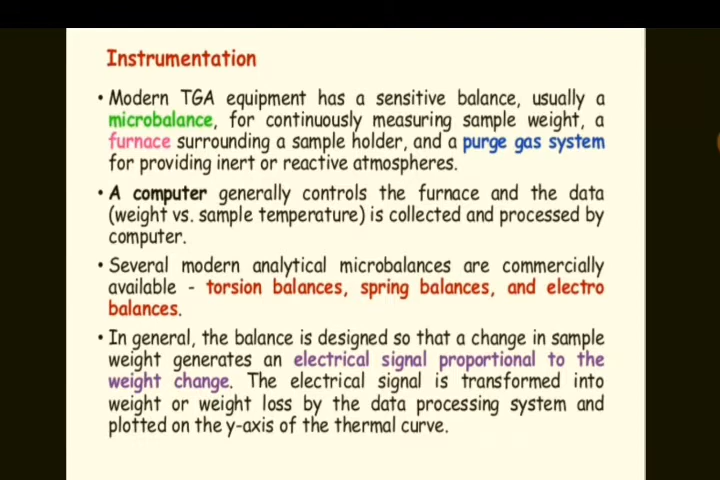 Instrumentation
• Modern TGA equipment has a sensitive balance, usually a
microbalance, for continuously measuring sample weight, a
furnace surrounding a sample holder, and a purge gas system
for providing inert or reactive atmospheres.
• A computer generally controls the furnace and the data
(weight vs. sample temperature) is collected and processed by
computer.
• Several modern analytical microbalances are commercially
available - torsion balances, spring balances, and electro
balances.
• In general, the balance is designed so that a change in sample
weight generates an electrical signal proportional to the
weight change. The electrical signal is transformed into
weight or weight loss by the data processing system and
plotted on the y-axis of the thermal curve.